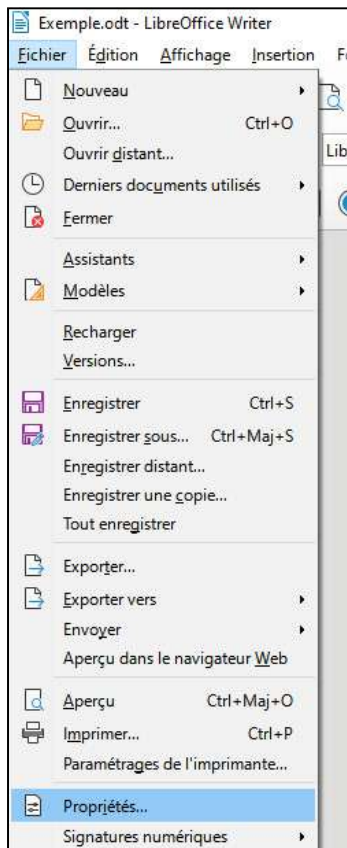 Exemple.odt - LibreOffice Writer
Fichier Édition Affichage Insertion F
Nouveau
Ouvrir... Ctrl+O
Ouvrir distant...
Lib
Derniers documents utilisés
Fermer
Assistants
Modèles
Recharger
Versions...
Enregistrer Ctrl+S
Enregistrer sous... Ctrl+Maj+S
Enregistrer distant...
Enregistrer une copie...
Tout enregistrer
Exporter...
Exporter vers
Envoyer
Aperçu dans le navigateur Web
Aperçu Ctrl+Maj+O
Imprimer... Ctrl+P
Paramétrages de l'imprimante...
Propriétés...
Signatures numériques